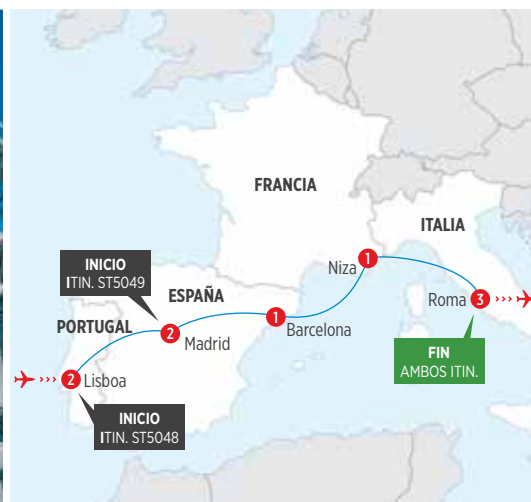 FRANCIA
ITALIA
INICIO
ITIN. ST5049
ESPAÑA
Niza
1
Roma
3
PORTUGAL
2
Madrid
1
Barcelona
FIN
AMBOS ITIN.
2
Lisboa
INICIO
ITIN. ST5048